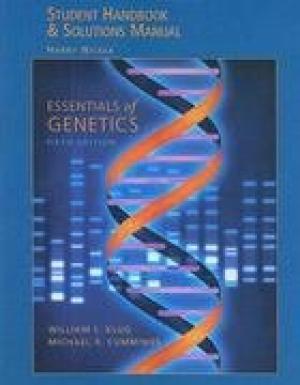 STUDENT HANDBOOK
& SOLUTIONS MANUAL
HARRY NICKLA
ESSENTIALS of
GENETICS
FIFTH EDITION
WILLIAM S. KLUG
MICHAEL R. CUMMINGS